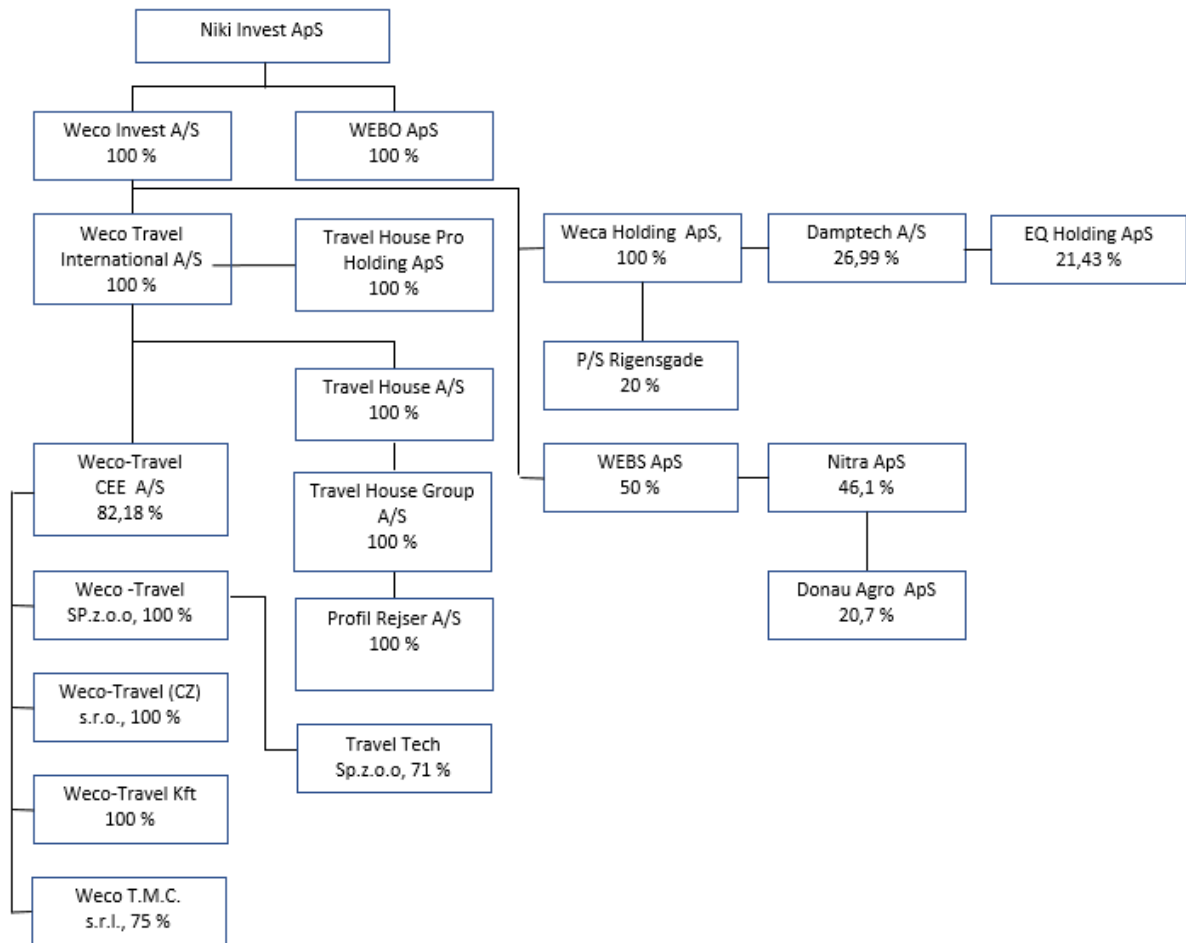 Niki Invest ApS
Weco Invest A/S
100 %
WEBO ApS
100 %
Weco Travel
International A/S
100 %
Travel House Pro
Holding ApS
100 %
Weca Holding ApS,
100 %
Damptech A/S
26,99 %
EQ Holding ApS
21,43 %
P/S Rigensgade
20 %
Travel House A/S
100 %
Weco-Travel
CEE A/S
82,18 %
Travel House Group
A/S
100 %
WEBS ApS
50 %
Nitra ApS
46,1 %
Weco -Travel
SP.z.o.o, 100 %
Profil Rejser A/S
100 %
Donau Agro ApS
20,7 %
Weco-Travel (CZ)
s.r.o., 100 %
Travel Tech
Sp.z.o.o, 71 %
Weco-Travel Kft
100 %
Weco T.M.C.
s.r.l., 75 %